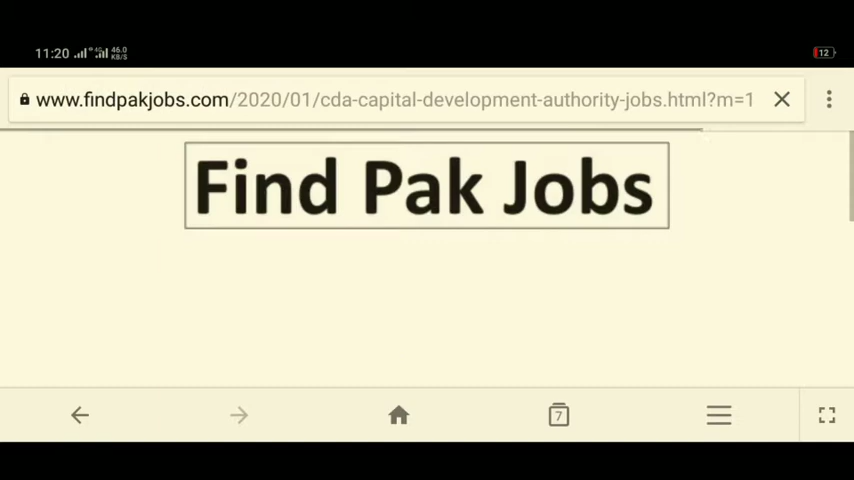 11:20 4G 46.0 KB/S 12
www.findpakjobs.com/2020/01/cda-capital-development-authority-jobs.html?m=1
Find Pak Jobs
7